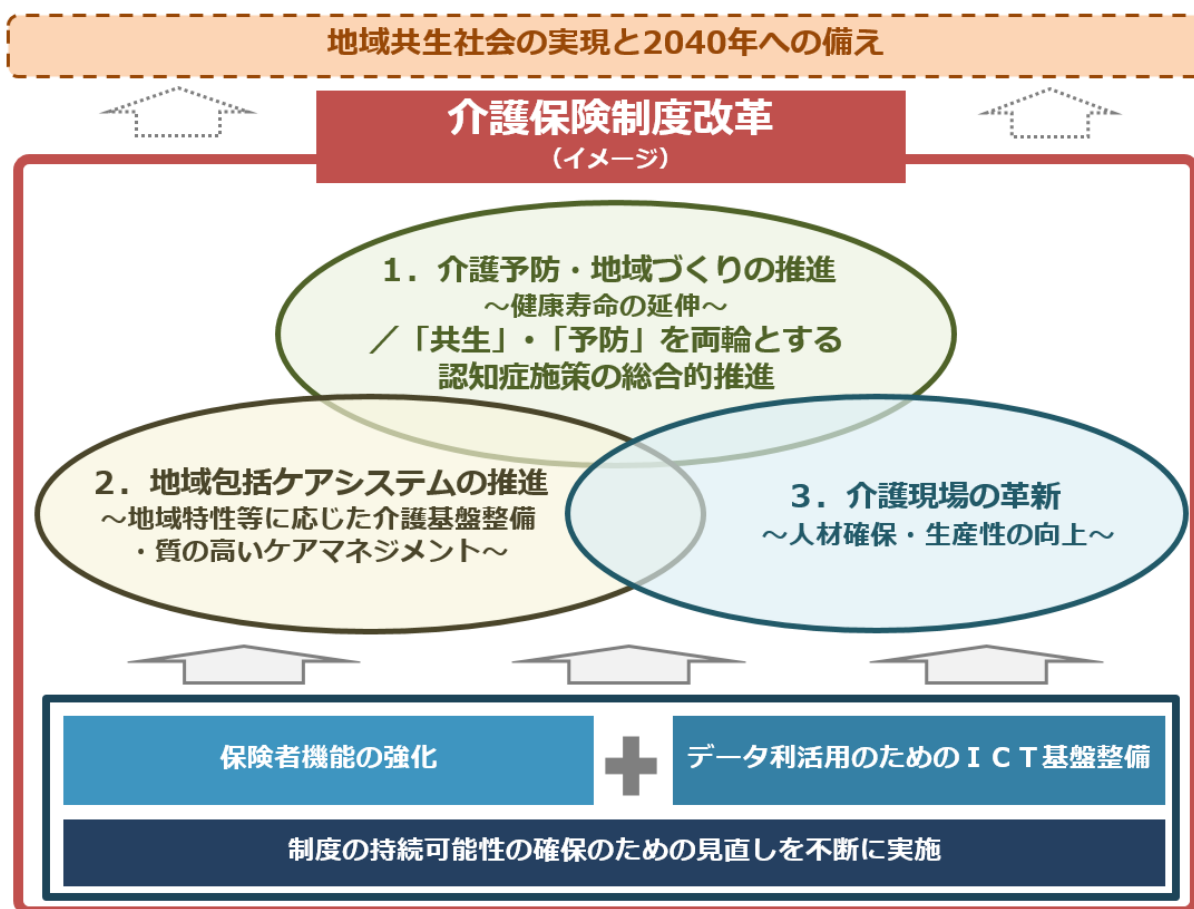 地域共生社会の実現と2040年への備え
介護保険制度改革
（イメージ）
1．介護予防・地域づくりの推進
～健康寿命の延伸～
／「共生」・「予防」を両輪とする
認知症施策の総合的推進
2．地域包括ケアシステムの推進
～地域特性等に応じた介護基盤整備
・質の高いケアマネジメント～
3．介護現場の革新
～人材確保・生産性の向上～
保険者機能の強化
データ利活用のためのＩＣＴ基盤整備
制度の持続可能性の確保のための見直しを不断に実施